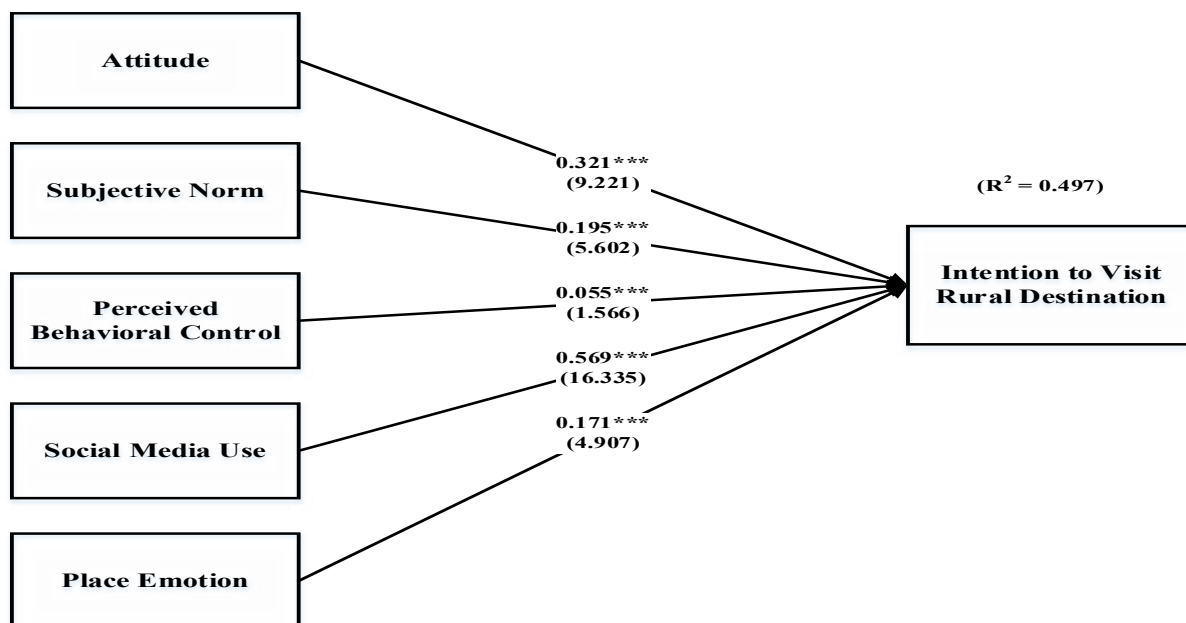 Attitude
Subjective Norm
Perceived
Behavioral Control
Social Media Use
Place Emotion
0.321***
(9.221)
0.195***
(5.602)
0.055***
(1.566)
0.569***
(16.335)
0.171***
(4.907)
(R² = 0.497)
Intention to Visit
Rural Destination